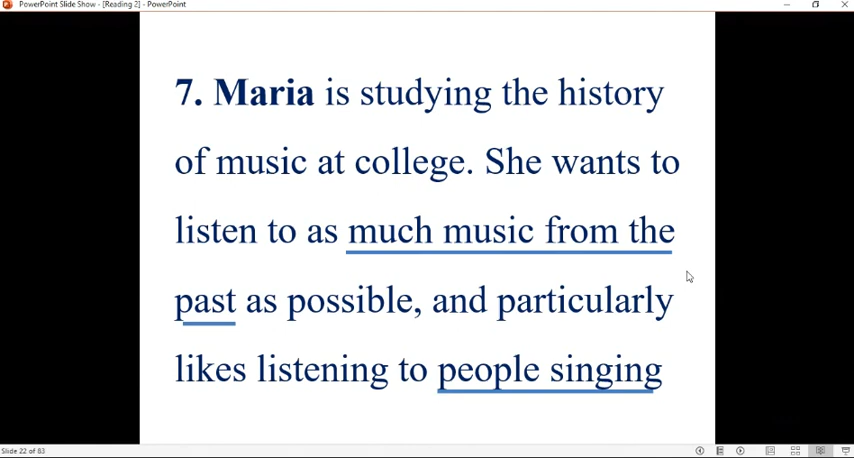 PowerPoint Slide Show - [Reading 2] - PowerPoint
7. Maria is studying the history
of music at college. She wants to
listen to as much music from the
past as possible, and particularly
likes listening to people singing
Slide 22 of 83